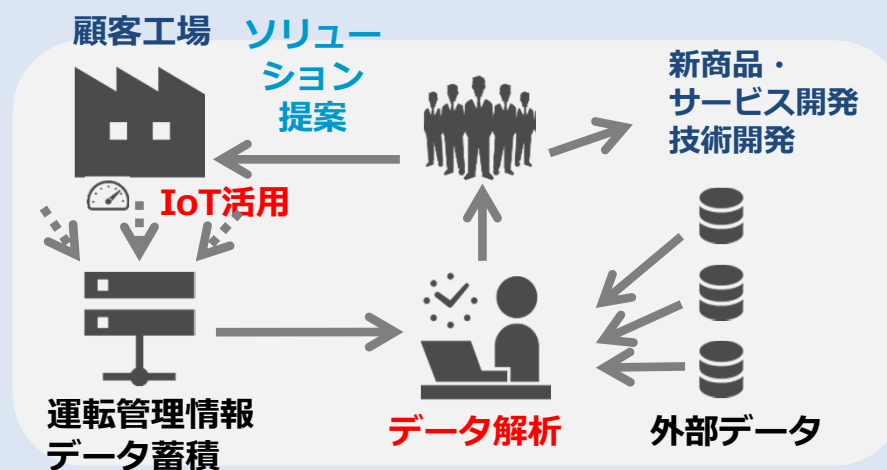 顧客工場
ソリュー
ション
提案
新商品・
サービス開発
技術開発
IoT活用
運転管理情報
データ蓄積
データ解析
外部データ